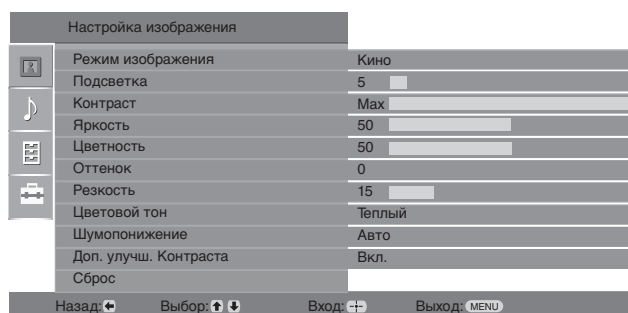 Настройка изображения
Режим изображения Кино
Подсветка 5
Контраст Max
Яркость 50
Цветность 50
Оттенок 0
Резкость 15
Цветовой тон Теплый
Шумопонижение Авто
Доп. улучш. Контраста Вкл.
Сброс
Назад: Выбор: Вход: Выход: MENU